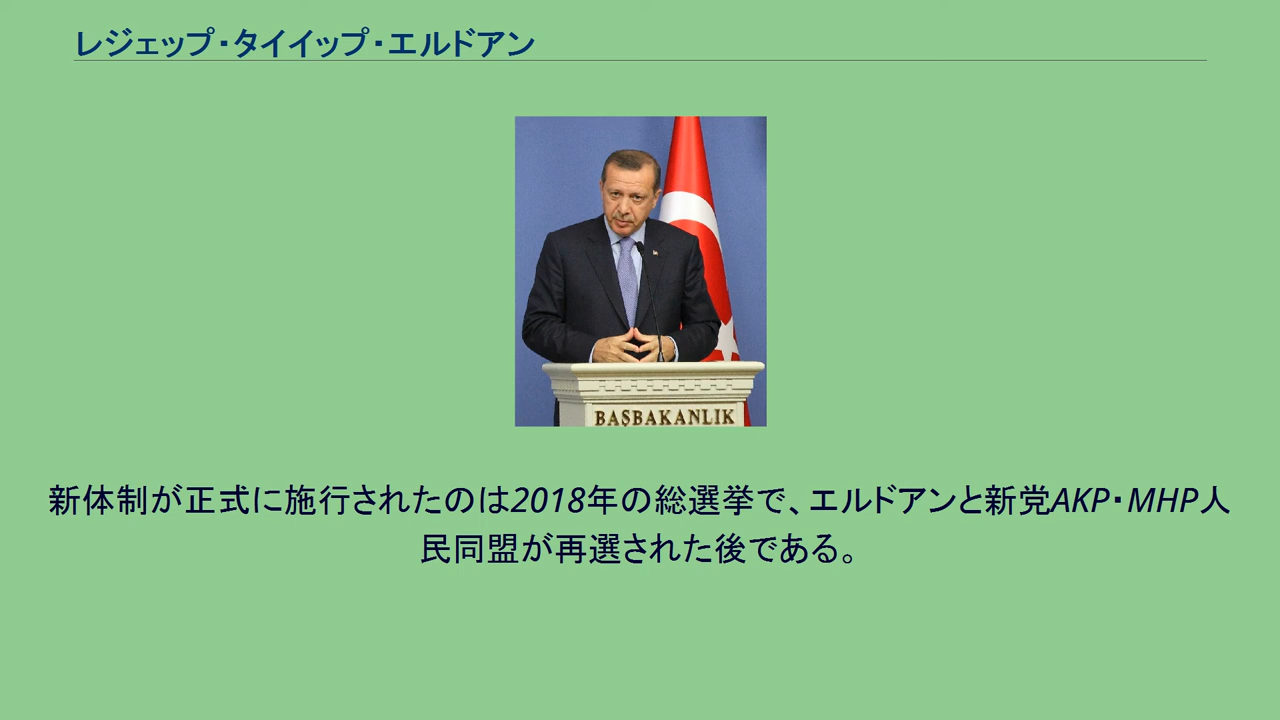 レジェップ・タイイップ・エルドアン
BAŞBAKANLIK
新体制が正式に施行されたのは2018年の総選挙で、エルドアンと新党AKP・MHP人
民同盟が再選された後である。